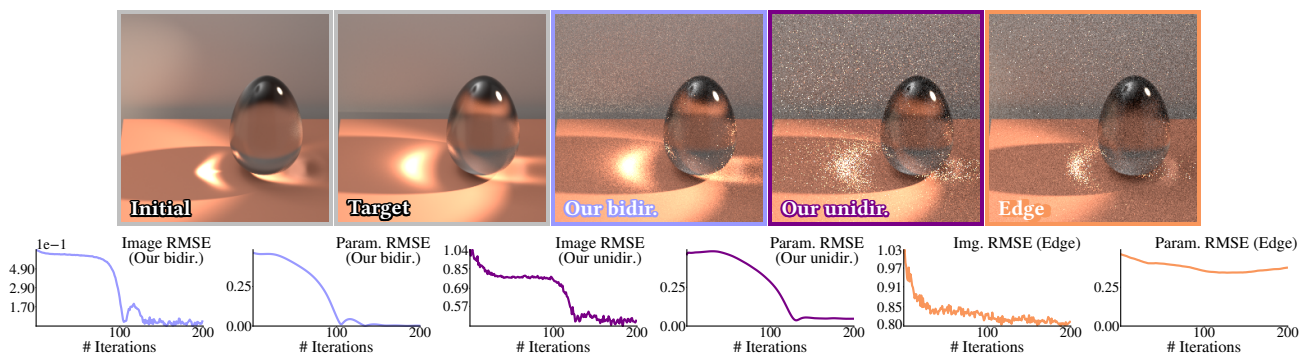 Initial
Target
Our bidir.
Our unidir.
Edge
1e−1
Image RMSE
(Our bidir.)
4.90
2.90
1.70
100
200
# Iterations
Param. RMSE
(Our bidir.)
0.25
0.00
100
200
# Iterations
Image RMSE
(Our unidir.)
1.04
0.85
0.69
0.57
100
200
# Iterations
Param. RMSE
(Our unidir.)
0.25
0.00
100
200
# Iterations
Img. RMSE (Edge)
1.03
0.97
0.91
0.85
0.80
100
200
# Iterations
Param. RMSE (Edge)
0.25
0.00
100
200
# Iterations